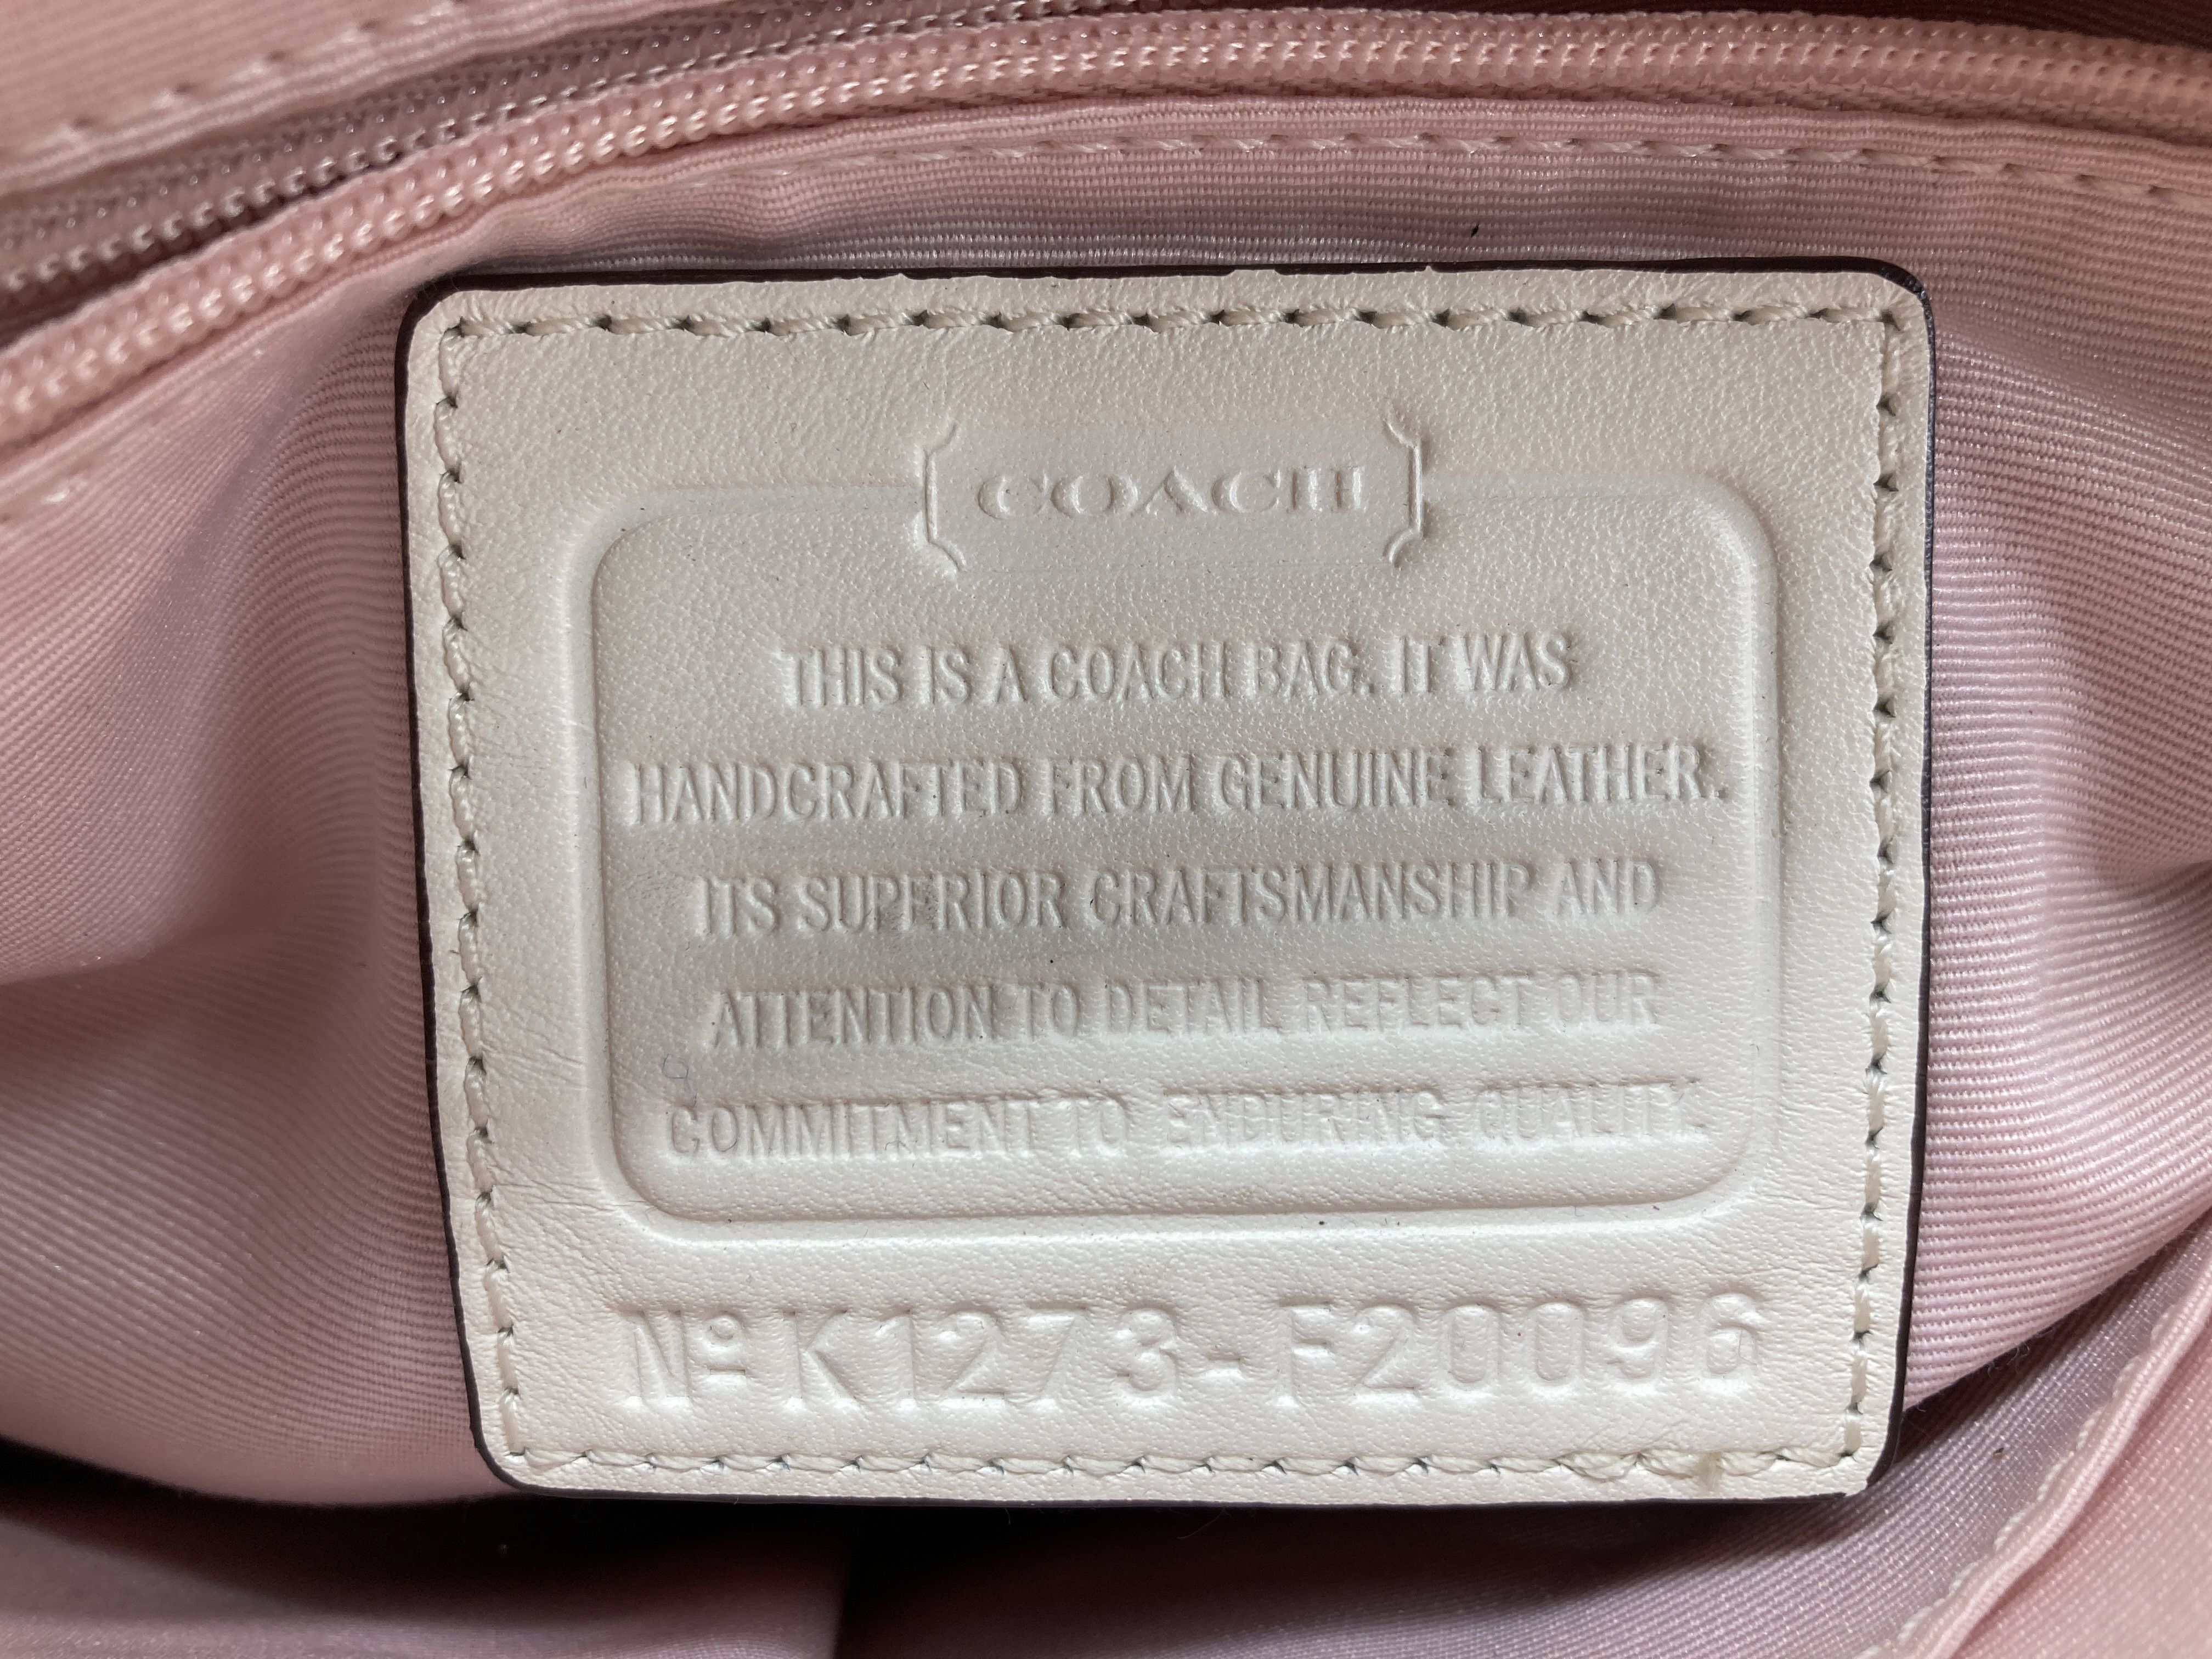 COACH
THIS IS A COACH BAG. IT WAS
HANDCRAFTED FROM GENUINE LEATHER.
ITS SUPERIOR CRAFTSMANSHIP AND
ATTENTION TO DETAIL REFLECT OUR
COMMITMENT TO ENDURING QUALITY.
Nº K1273-F20096